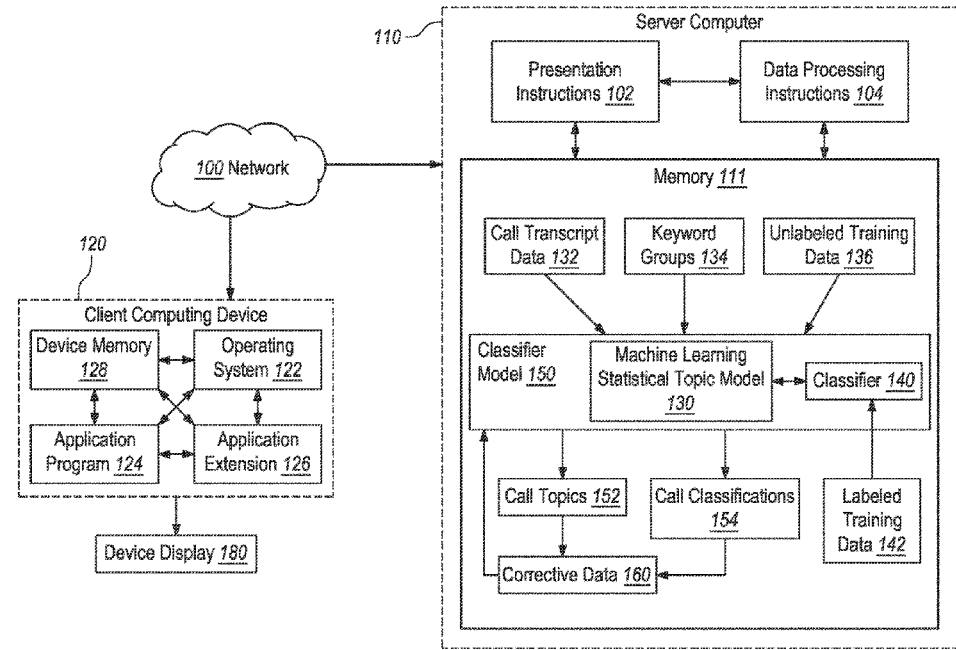 110
Server Computer
Presentation
Instructions 102
Data Processing
Instructions 104
100 Network
Memory 111
Call Transcript
Data 132
Keyword
Groups 134
Unlabeled Training
Data 136
120
Client Computing Device
Device Memory
128
Operating
System 122
Application
Program 124
Application
Extension 126
Device Display 180
Classifier
Model 150
Machine Learning
Statistical Topic Model
130
Classifier 140
Call Topics 152
Call Classifications
154
Labeled
Training
Data 142
Corrective Data 160